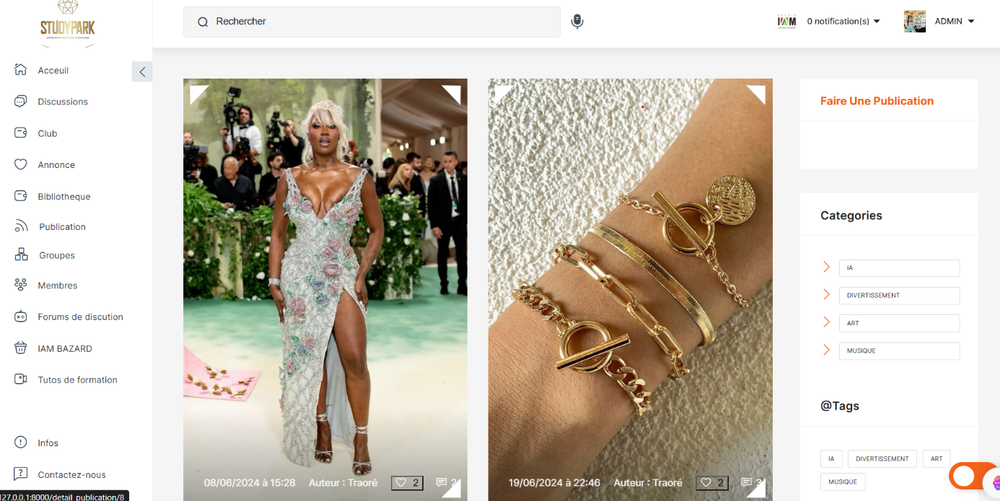 STUDYPARK
Rechercher
IAM
0 notification(s)
ADMIN
Acceuil
Discussions
Club
Annonce
Bibliotheque
Publication
Groupes
Membres
Forums de discution
IAM BAZARD
Tutos de formation
Infos
Contactez-nous
127.0.0.1:8000/detail_publication/8
08/06/2024 à 15:28 Auteur : Traoré 2 2
19/06/2024 à 22:46 Auteur : Traoré 2 3
Faire Une Publication
Categories
IA
DIVERTISSEMENT
ART
MUSIQUE
@Tags
IA DIVERTISSEMENT ART
MUSIQUE